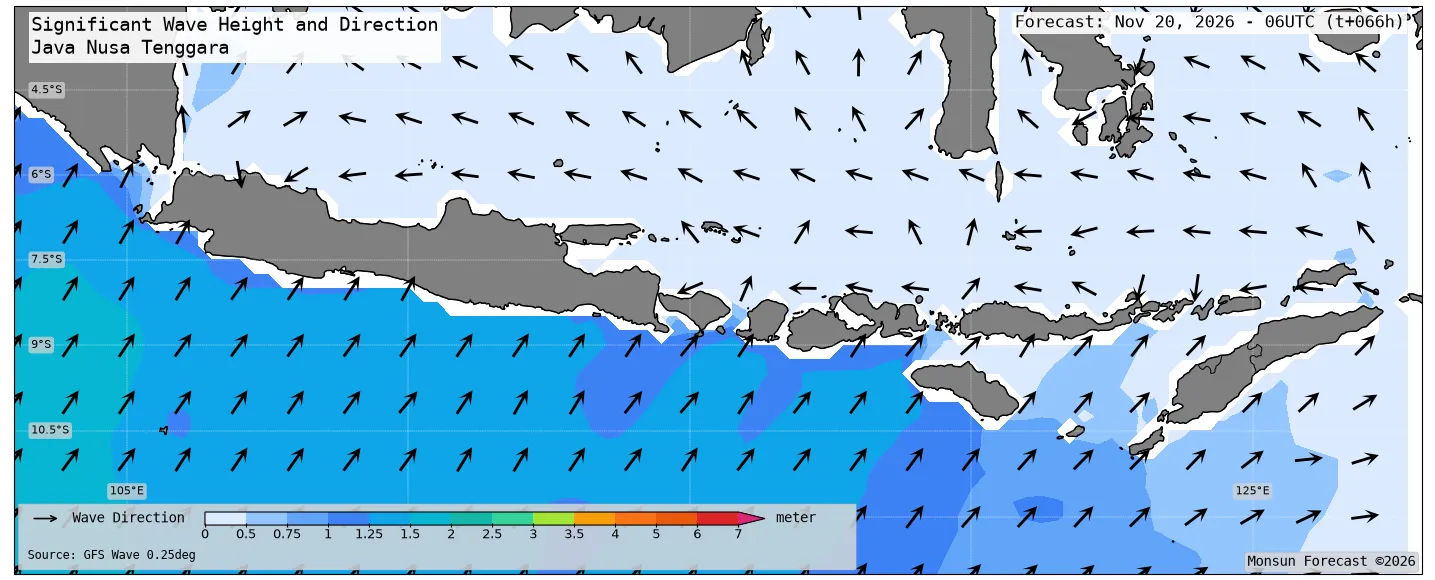 Significant Wave Height and Direction
Java Nusa Tenggara
Forecast: Nov 20, 2026 - 06UTC (t+066h)
4.5°S
6°S
7.5°S
9°S
10.5°S
105°E
125°E
Wave Direction
0 0.5 0.75 1 1.25 1.5 2 2.5 3 3.5 4 5 6 7
meter
Source: GFS Wave 0.25deg
Monsun Forecast ©2026